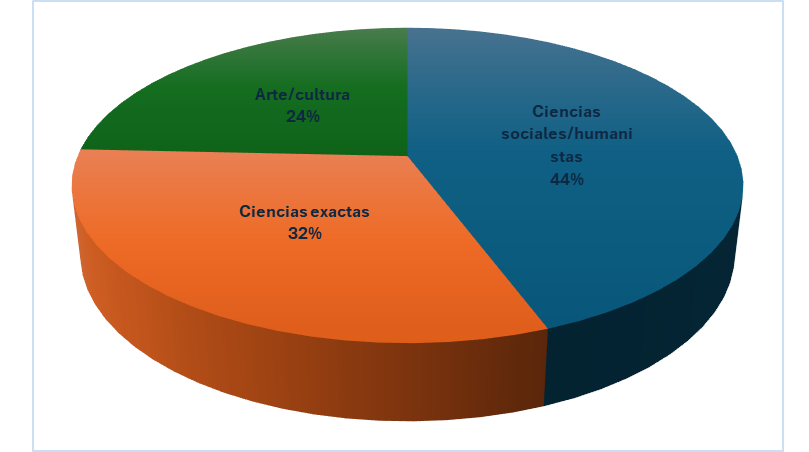 Arte/cultura
24%
Ciencias
sociales/humani
stas
44%
Ciencias exactas
32%